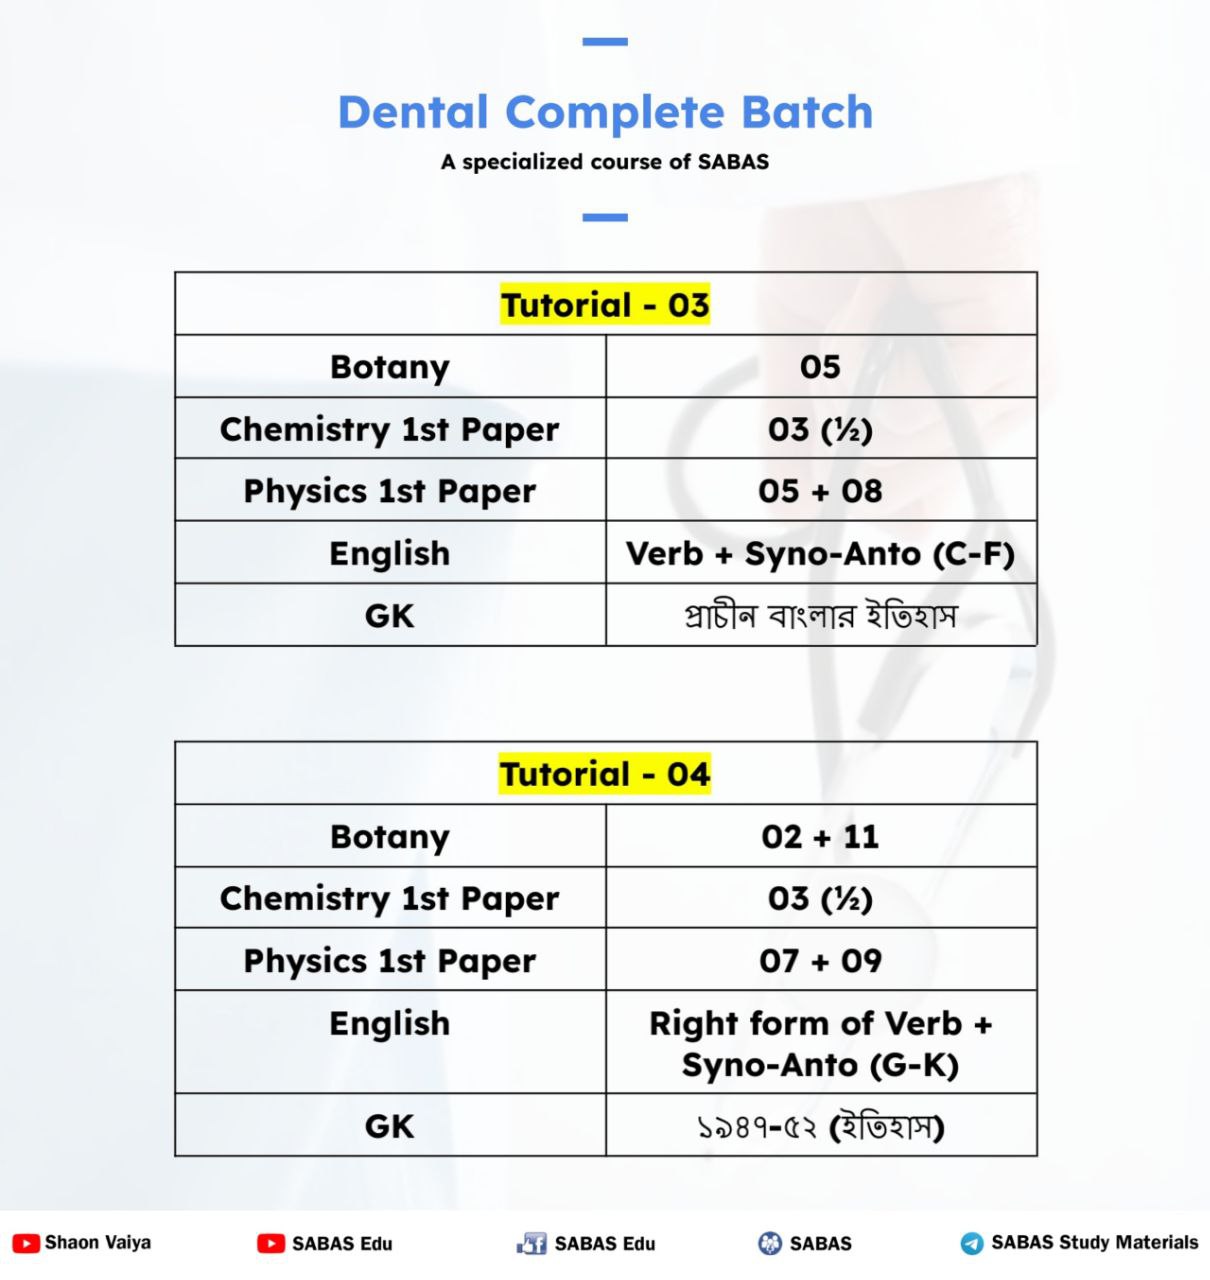 Dental Complete Batch
A specialized course of SABAS
Tutorial - 03
Botany 05
Chemistry 1st Paper 03 (½)
Physics 1st Paper 05 + 08
English Verb + Syno-Anto (C-F)
GK প্রাচীন বাংলার ইতিহাস
Tutorial - 04
Botany 02 + 11
Chemistry 1st Paper 03 (½)
Physics 1st Paper 07 + 09
English Right form of Verb +
Syno-Anto (G-K)
GK ১৯৪৭-৫২ (ইতিহাস)
Shaon Vaiya SABAS Edu SABAS Edu SABAS SABAS Study Materials